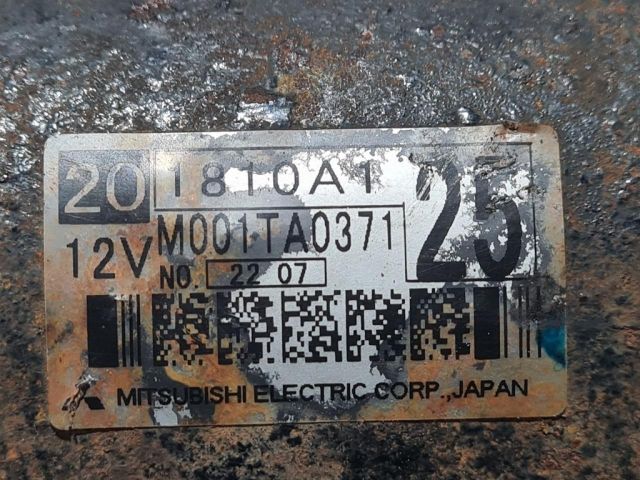 20 1810A1 25
12V M001TA0371
NO. 22 07
MITSUBISHI ELECTRIC CORP.,JAPAN